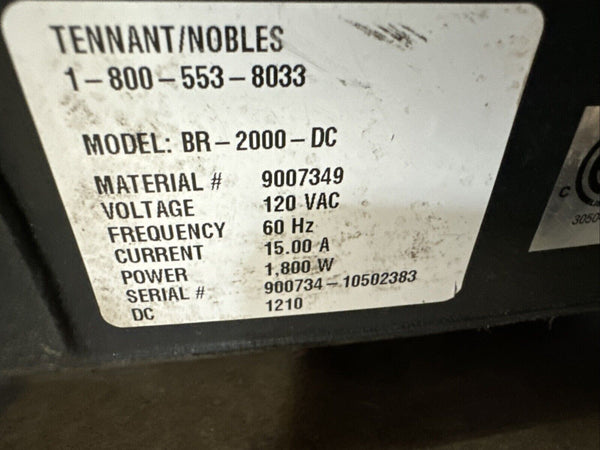 TENNANT/NOBLES
1-800-553-8033
MODEL: BR-2000-DC
MATERIAL # 9007349
VOLTAGE 120 VAC
FREQUENCY 60 Hz
CURRENT 15.00 A
POWER 1,800 W
SERIAL # 900734-10502383
DC 1210
C